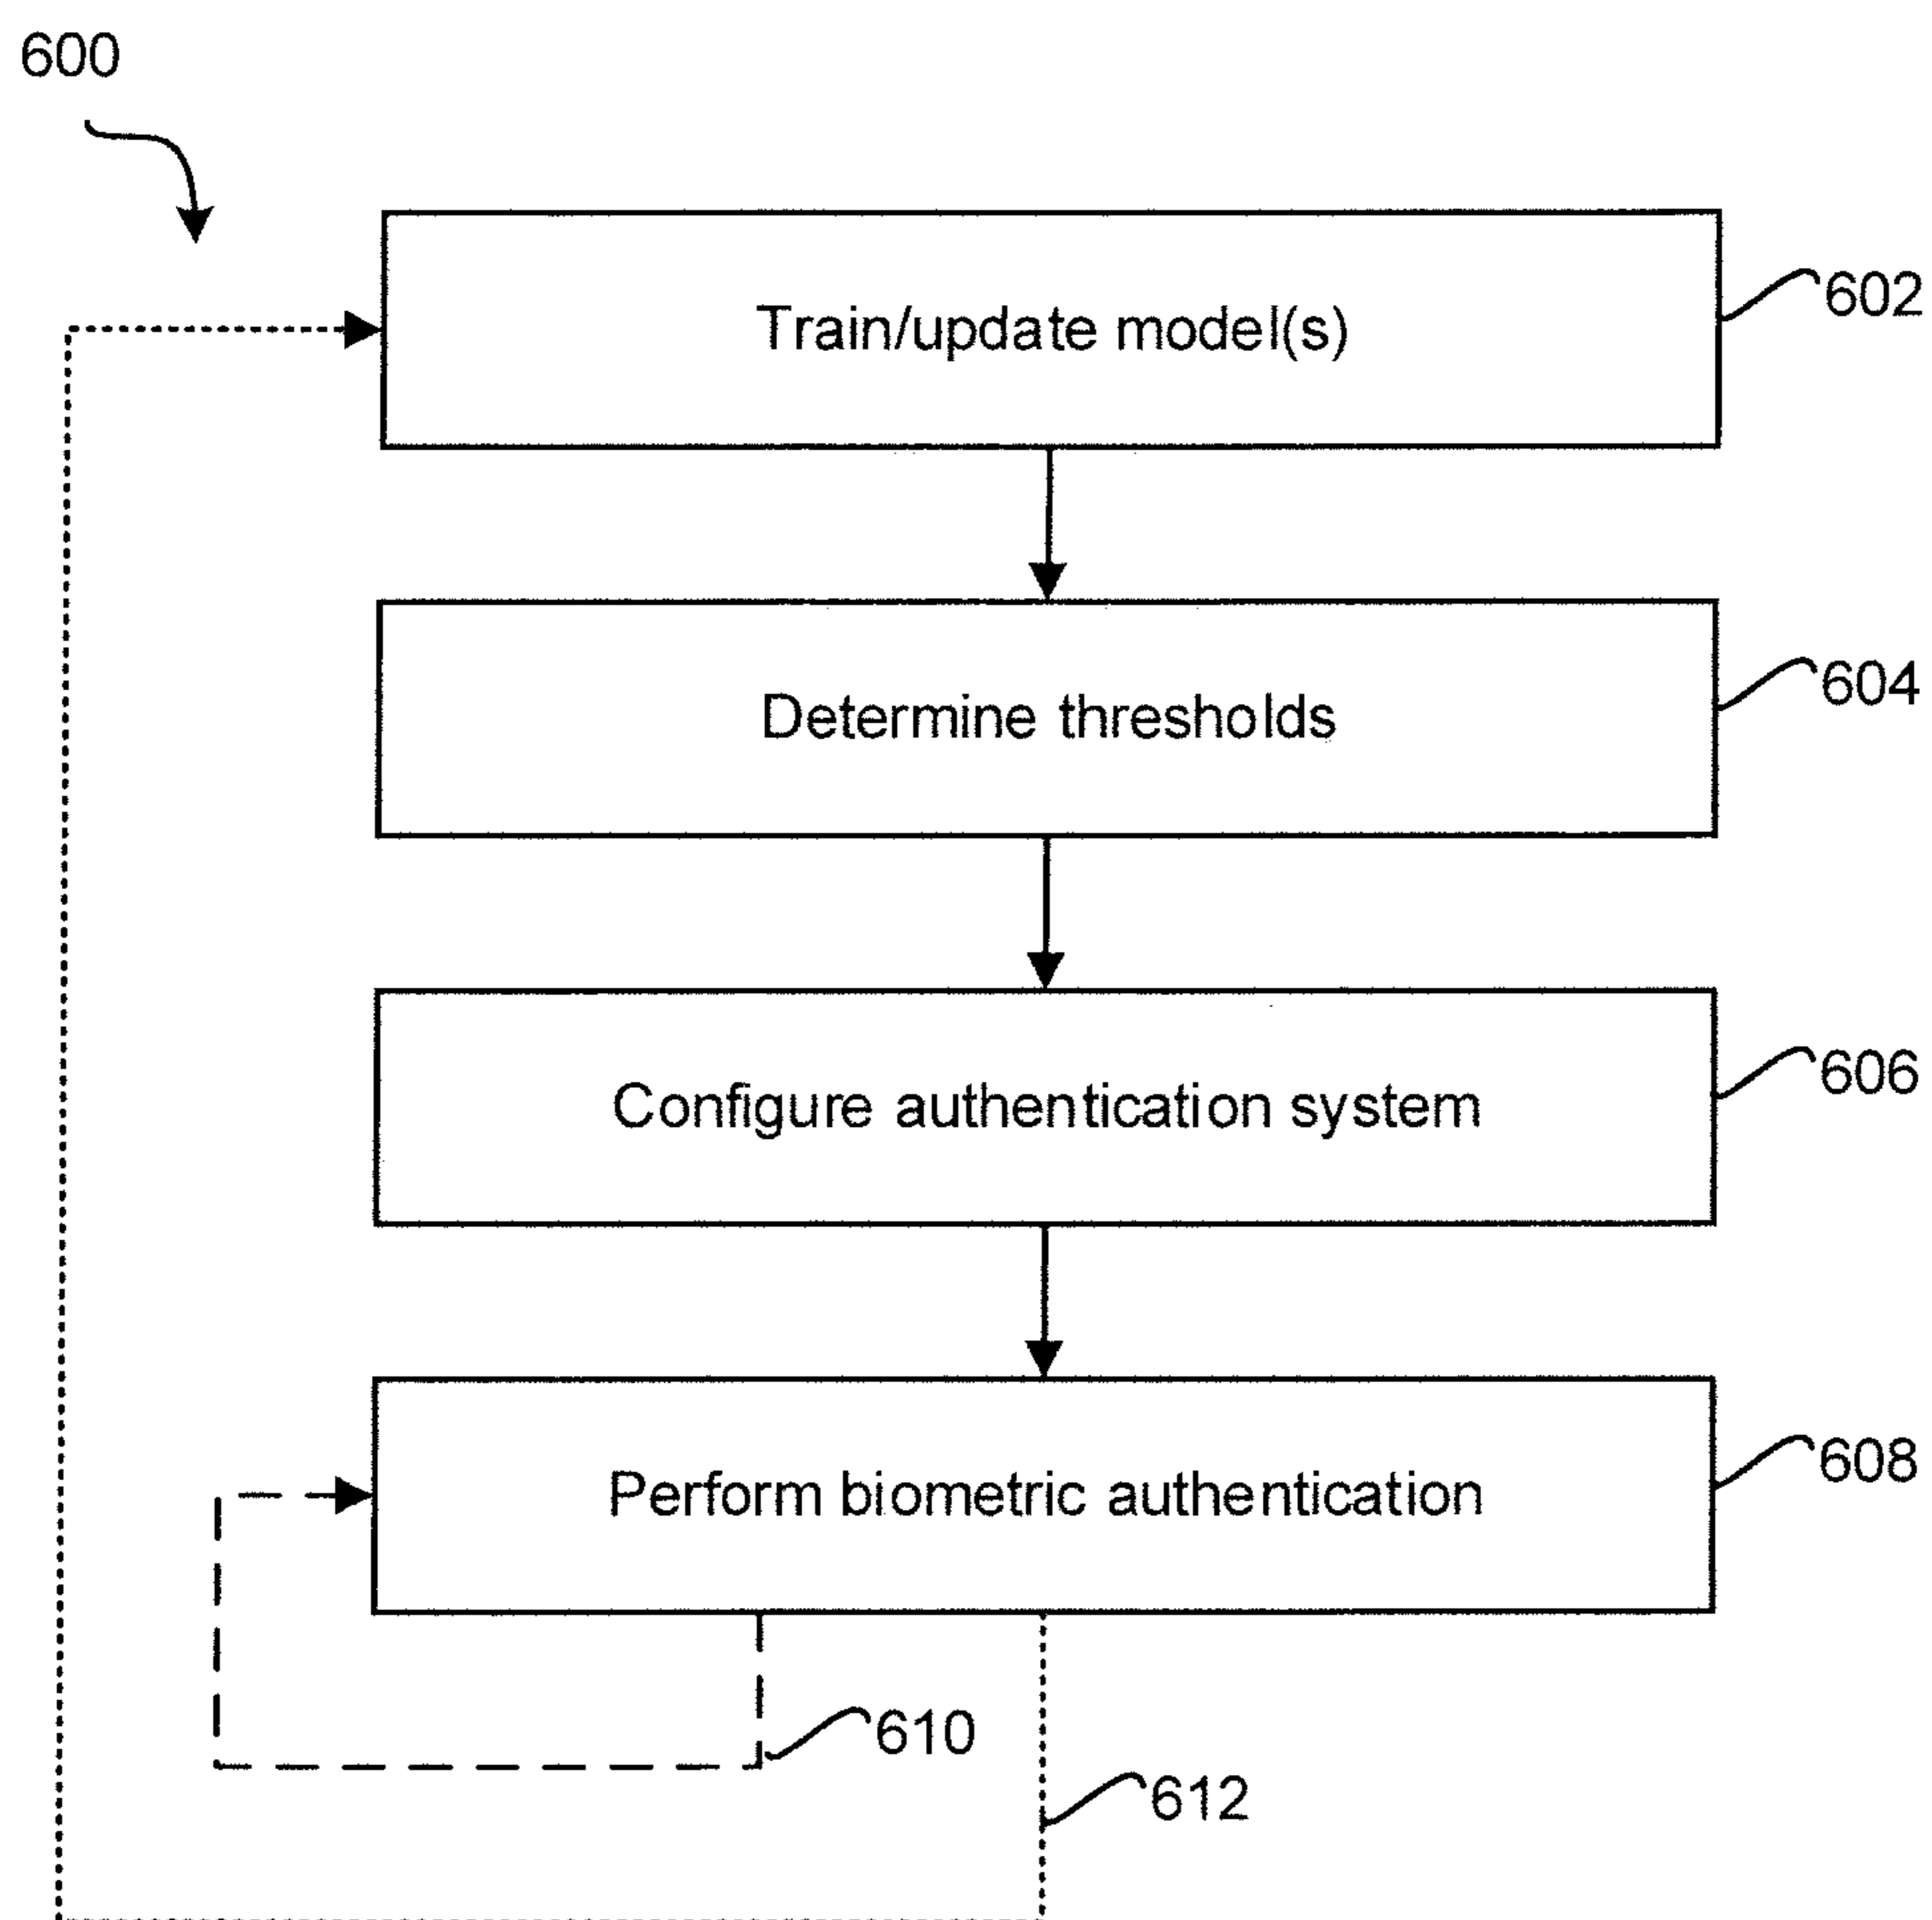 600
Train/update model(s)
602
Determine thresholds
604
Configure authentication system
606
Perform biometric authentication
608
610
612